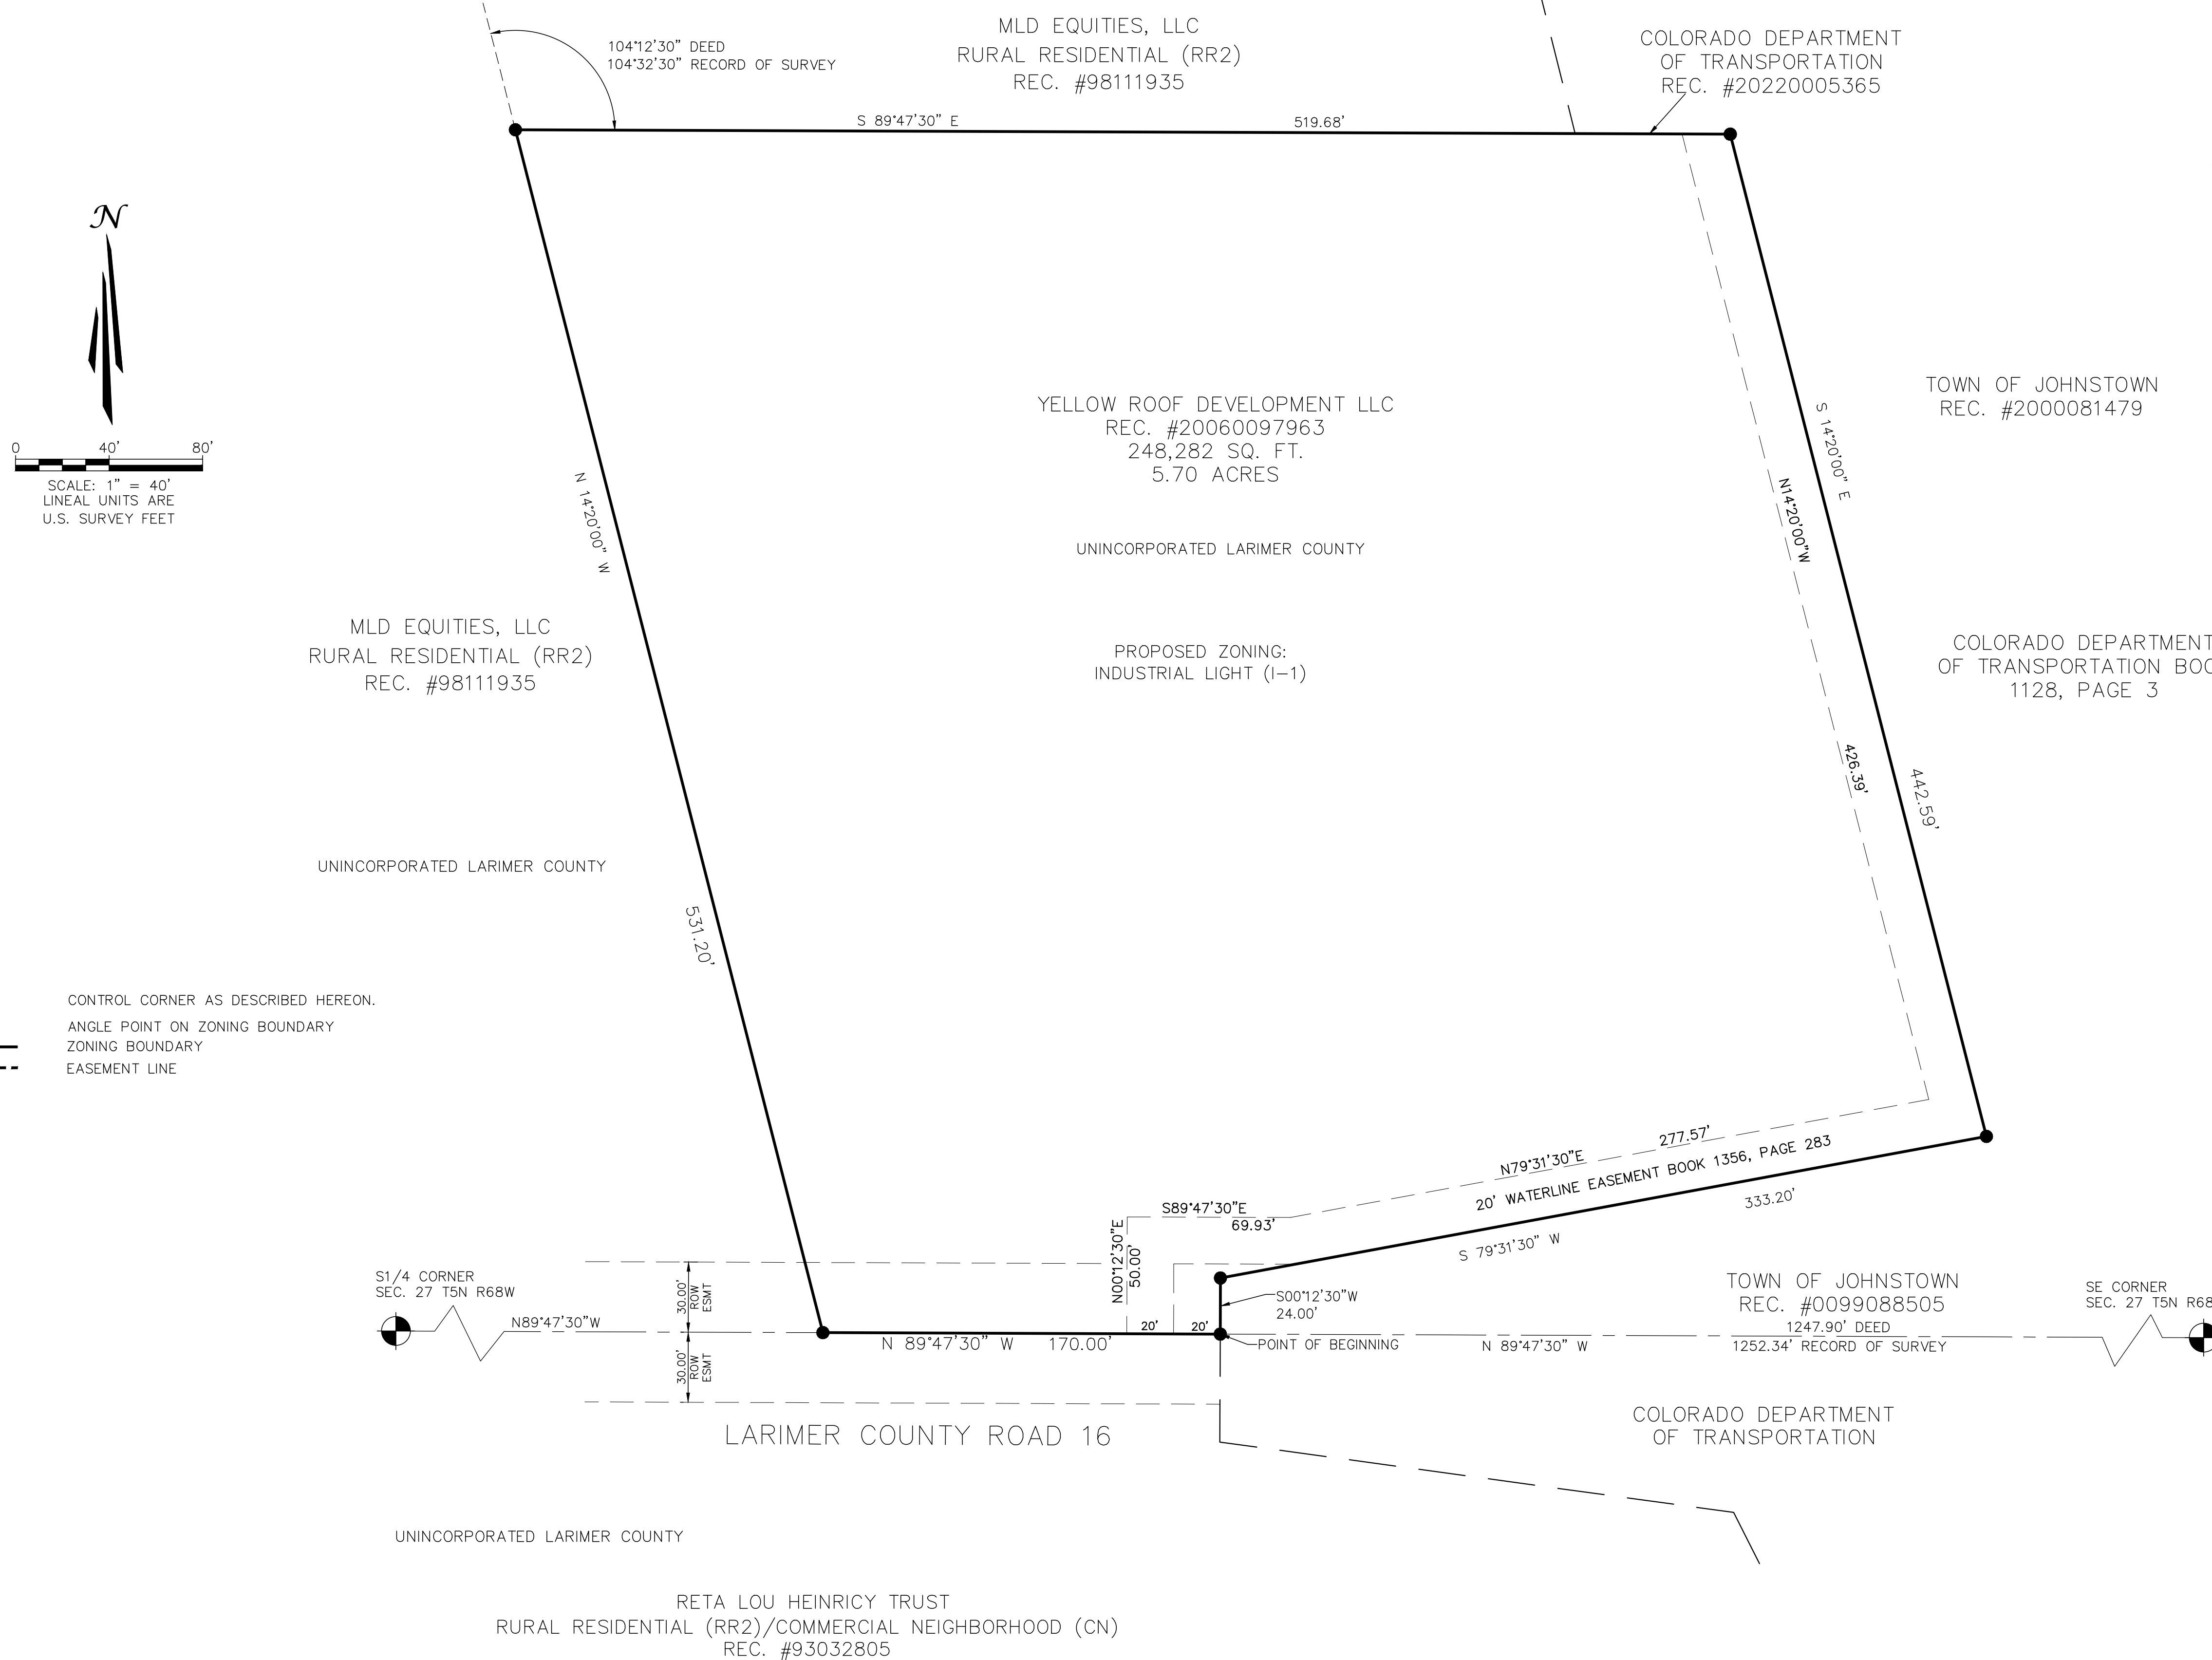 MLD EQUITIES, LLC
RURAL RESIDENTIAL (RR2)
REC. #98111935
COLORADO DEPARTMENT
OF TRANSPORTATION
REC. #20220005365
104°12'30" DEED
104°32'30" RECORD OF SURVEY
S 89°47'30" E
519.68'
N
0 40' 80'
SCALE: 1" = 40'
LINEAL UNITS ARE
U.S. SURVEY FEET
YELLOW ROOF DEVELOPMENT LLC
REC. #20060097963
248,282 SQ. FT.
5.70 ACRES
UNINCORPORATED LARIMER COUNTY
PROPOSED ZONING:
INDUSTRIAL LIGHT (I-1)
TOWN OF JOHNSTOWN
REC. #2000081479
S 14°20'00" E
442.59'
N14°20'00"W
426.39'
N 14°20'00" W
531.20'
COLORADO DEPARTMENT
OF TRANSPORTATION BOO
1128, PAGE 3
MLD EQUITIES, LLC
RURAL RESIDENTIAL (RR2)
REC. #98111935
UNINCORPORATED LARIMER COUNTY
CONTROL CORNER AS DESCRIBED HEREON.
ANGLE POINT ON ZONING BOUNDARY
ZONING BOUNDARY
EASEMENT LINE
N79°31'30"E
277.57'
20' WATERLINE EASEMENT BOOK 1356, PAGE 283
333.20'
S 79°31'30" W
S89°47'30"E
69.93'
N00°12'30"E
50.00'
S1/4 CORNER
SEC. 27 T5N R68W
N89°47'30"W
30.00'
ROW
ESMT
30.00'
ROW
ESMT
20'
20'
S00°12'30"W
24.00'
N 89°47'30" W 170.00'
POINT OF BEGINNING
TOWN OF JOHNSTOWN
REC. #0099088505
1247.90' DEED
N 89°47'30" W
1252.34' RECORD OF SURVEY
SE CORNER
SEC. 27 T5N R68
LARIMER COUNTY ROAD 16
COLORADO DEPARTMENT
OF TRANSPORTATION
UNINCORPORATED LARIMER COUNTY
RETA LOU HEINRICY TRUST
RURAL RESIDENTIAL (RR2)/COMMERCIAL NEIGHBORHOOD (CN)
REC. #93032805